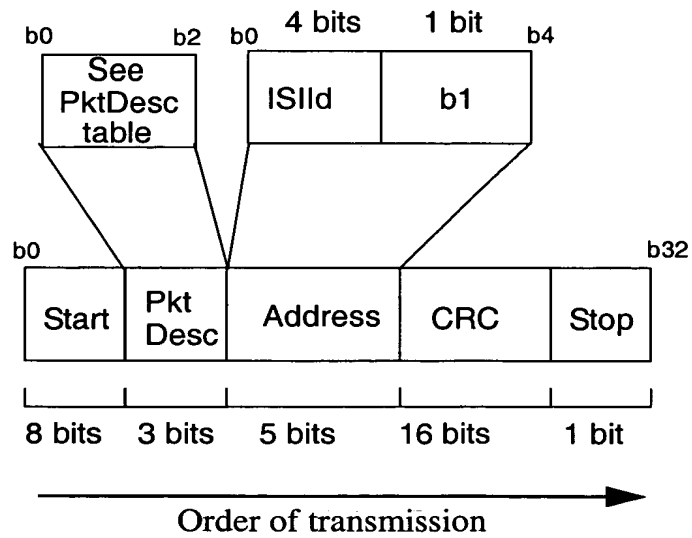 4 bits 1 bit
b0 b2 b0 b4
See
PktDesc
table
ISIId b1
b0 b32
Start Pkt
Desc Address CRC Stop
8 bits 3 bits 5 bits 16 bits 1 bit
Order of transmission